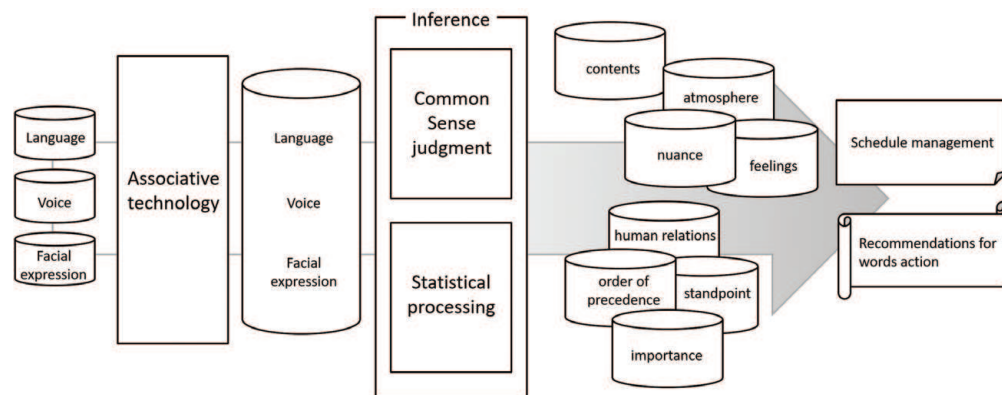 Language
Voice
Facial
expression
Associative
technology
Language
Voice
Facial
expression
Inference
Common
Sense
judgment
Statistical
processing
contents
atmosphere
nuance
feelings
human relations
order of
precedence
standpoint
importance
Schedule management
Recommendations for
words action